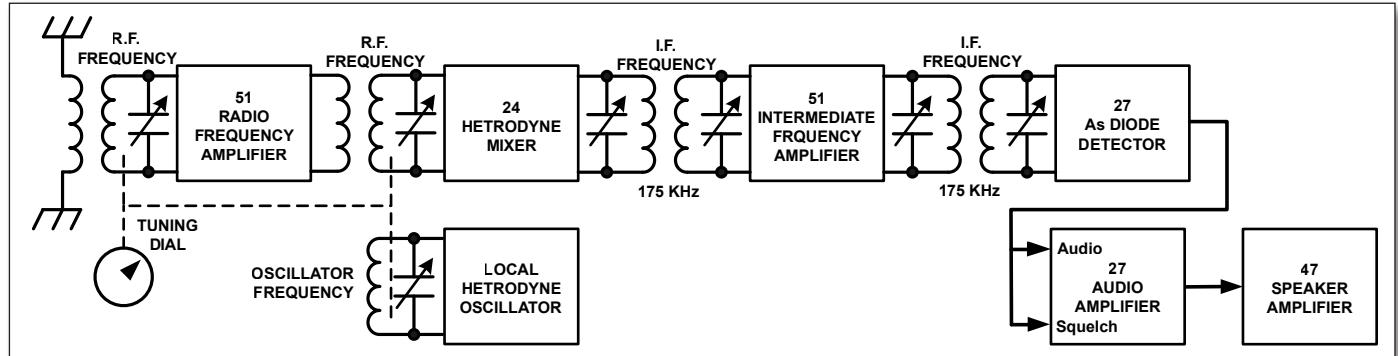 R.F.
FREQUENCY
51
RADIO
FREQUENCY
AMPLIFIER
R.F.
FREQUENCY
24
HETRODYNE
MIXER
I.F.
FREQUENCY
175 KHz
51
INTERMEDIATE
FRQUENCY
AMPLIFIER
I.F.
FREQUENCY
175 KHz
27
As DIODE
DETECTOR
TUNING
DIAL
OSCILLATOR
FREQUENCY
LOCAL
HETRODYNE
OSCILLATOR
Audio
27
AUDIO
AMPLIFIER
Squelch
47
SPEAKER
AMPLIFIER